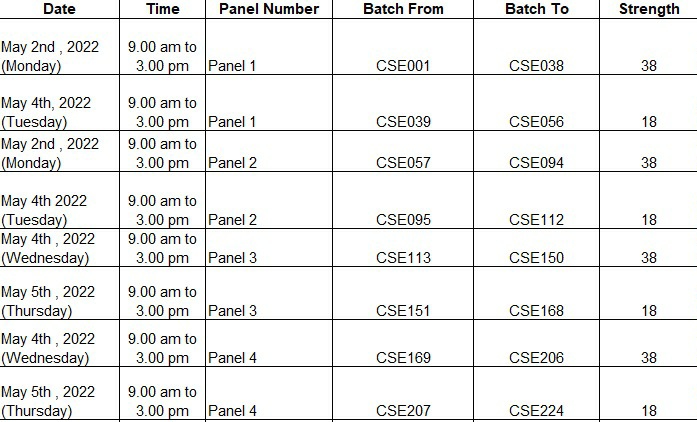 Date Time Panel Number Batch From Batch To Strength
May 2nd , 2022 9.00 am to
(Monday) 3.00 pm Panel 1 CSE001 CSE038 38
May 4th, 2022 9.00 am to
(Tuesday) 3.00 pm Panel 1 CSE039 CSE056 18
May 2nd , 2022 9.00 am to
(Monday) 3.00 pm Panel 2 CSE057 CSE094 38
May 4th 2022 9.00 am to
(Tuesday) 3.00 pm Panel 2 CSE095 CSE112 18
May 4th , 2022 9.00 am to
(Wednesday) 3.00 pm Panel 3 CSE113 CSE150 38
May 5th , 2022 9.00 am to
(Thursday) 3.00 pm Panel 3 CSE151 CSE168 18
May 4th , 2022 9.00 am to
(Wednesday) 3.00 pm Panel 4 CSE169 CSE206 38
May 5th , 2022 9.00 am to
(Thursday) 3.00 pm Panel 4 CSE207 CSE224 18